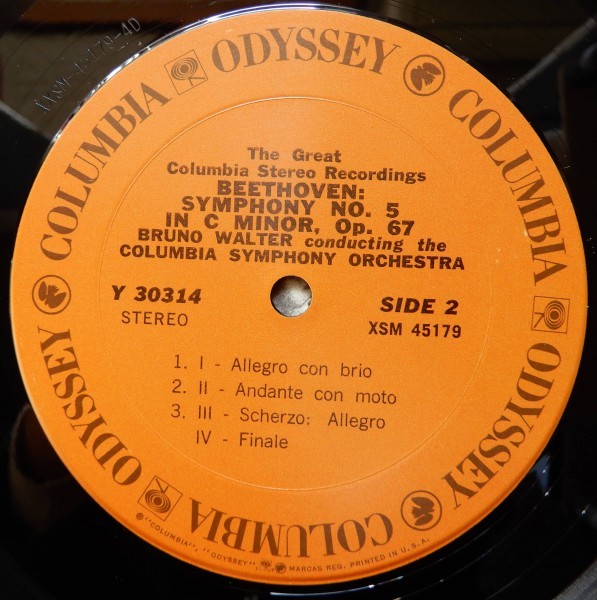 COLUMBIA ODYSSEY COLUMBIA ODYSSEY COLUMBIA ODYSSEY
The Great
Columbia Stereo Recordings
BEETHOVEN:
SYMPHONY NO. 5
IN C MINOR, Op. 67
BRUNO WALTER conducting the
COLUMBIA SYMPHONY ORCHESTRA
Y 30314
STEREO
SIDE 2
XSM 45179
1. I - Allegro con brio
2. II - Andante con moto
3. III - Scherzo: Allegro
IV - Finale
"COLUMBIA", "ODYSSEY", MARCAS REG. PRINTED IN U.S.A.